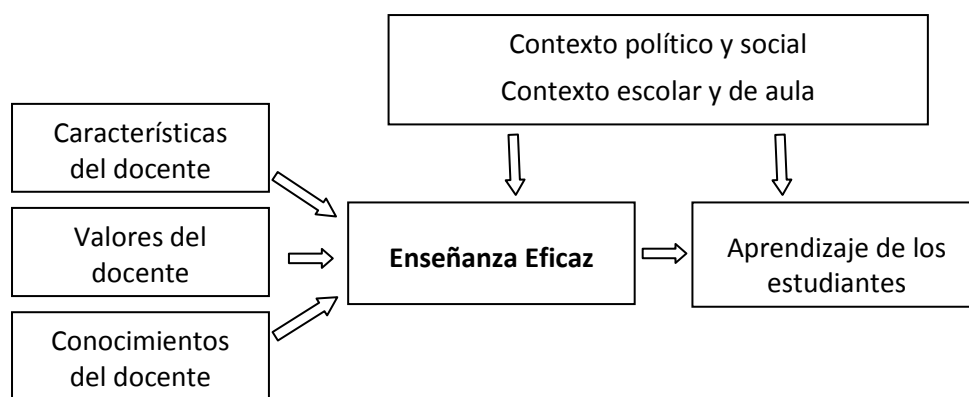 Contexto político y social
Contexto escolar y de aula
Características
del docente
Valores del
docente
Enseñanza Eficaz
Aprendizaje de los
estudiantes
Conocimientos
del docente